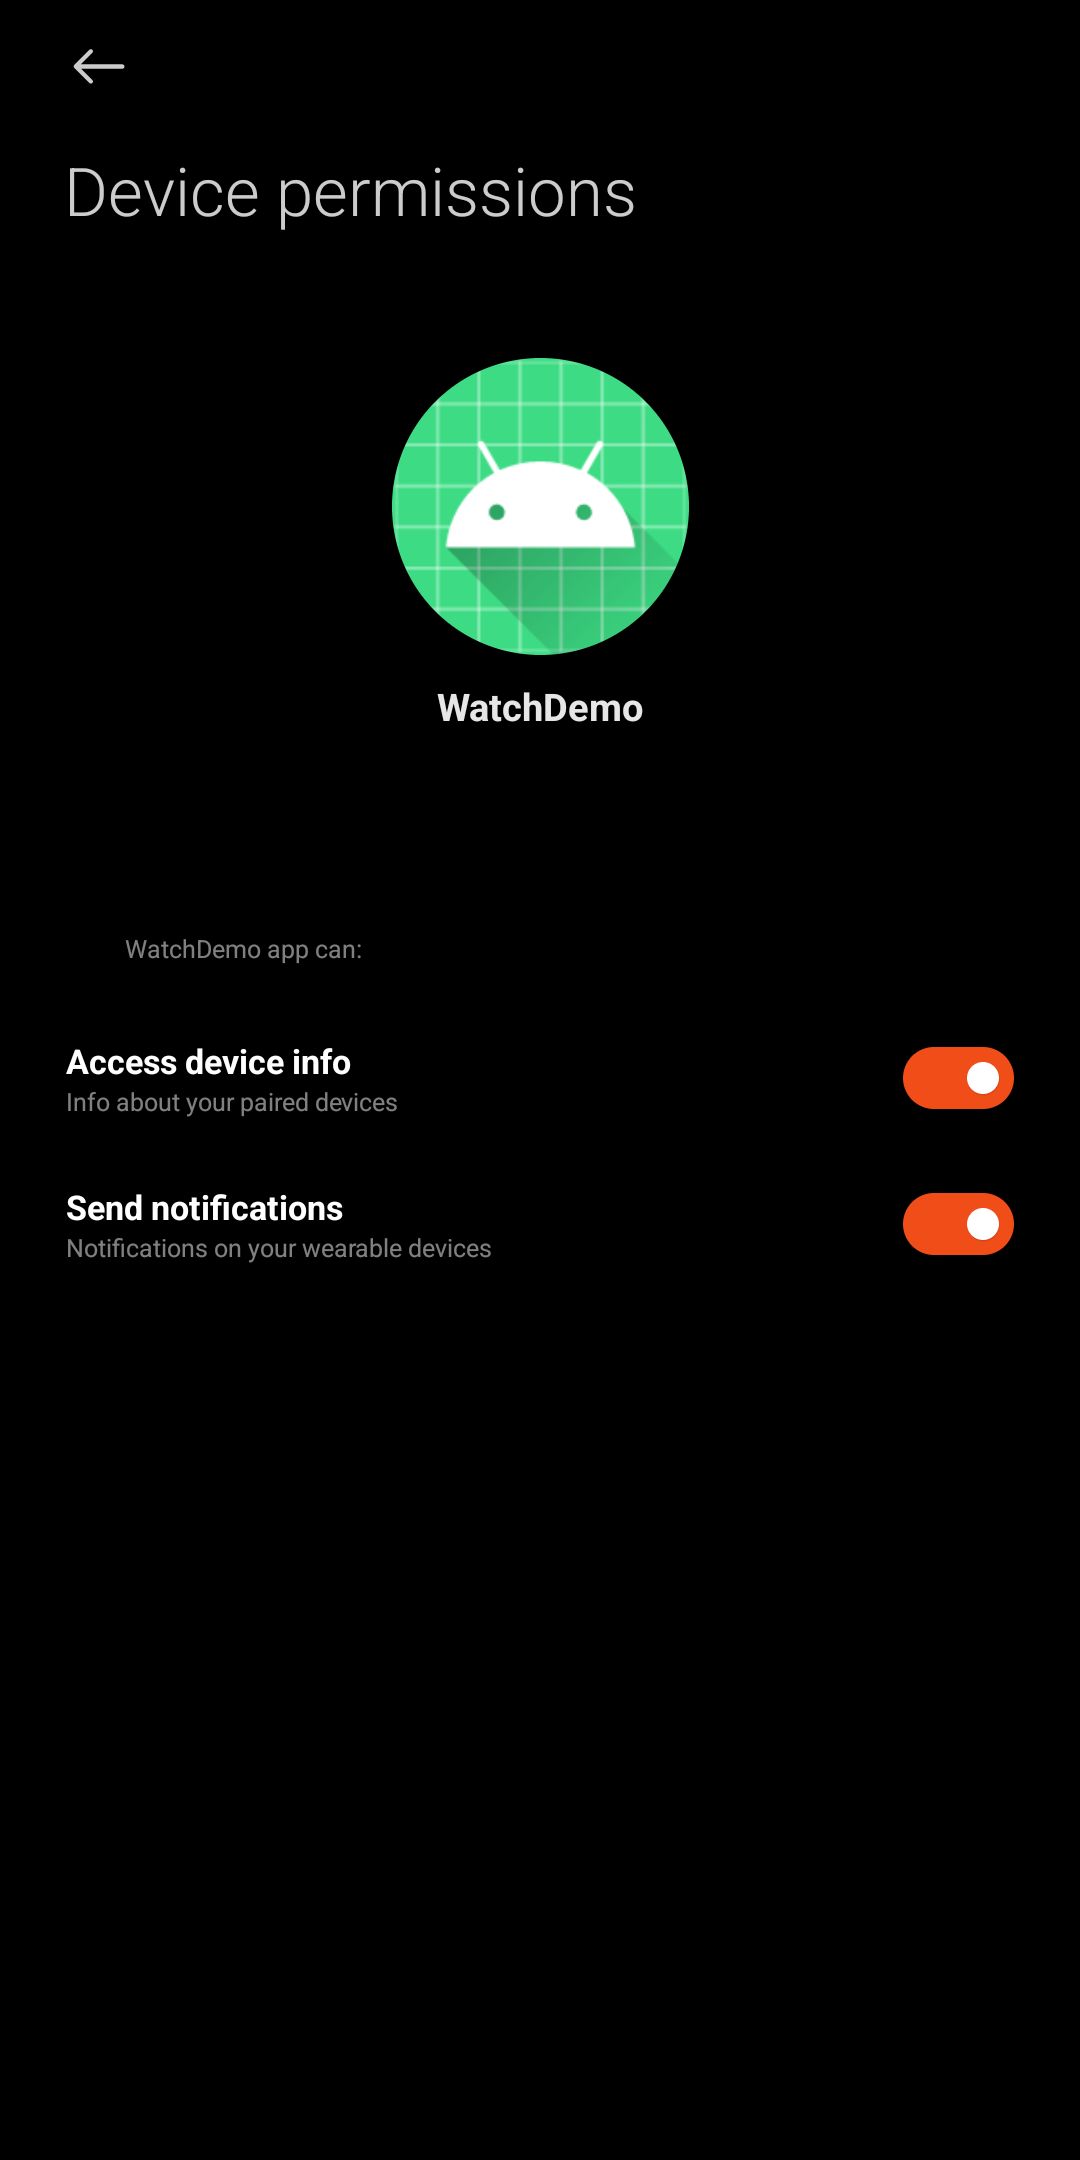 Device permissions
WatchDemo
WatchDemo app can:
Access device info
Info about your paired devices
Send notifications
Notifications on your wearable devices